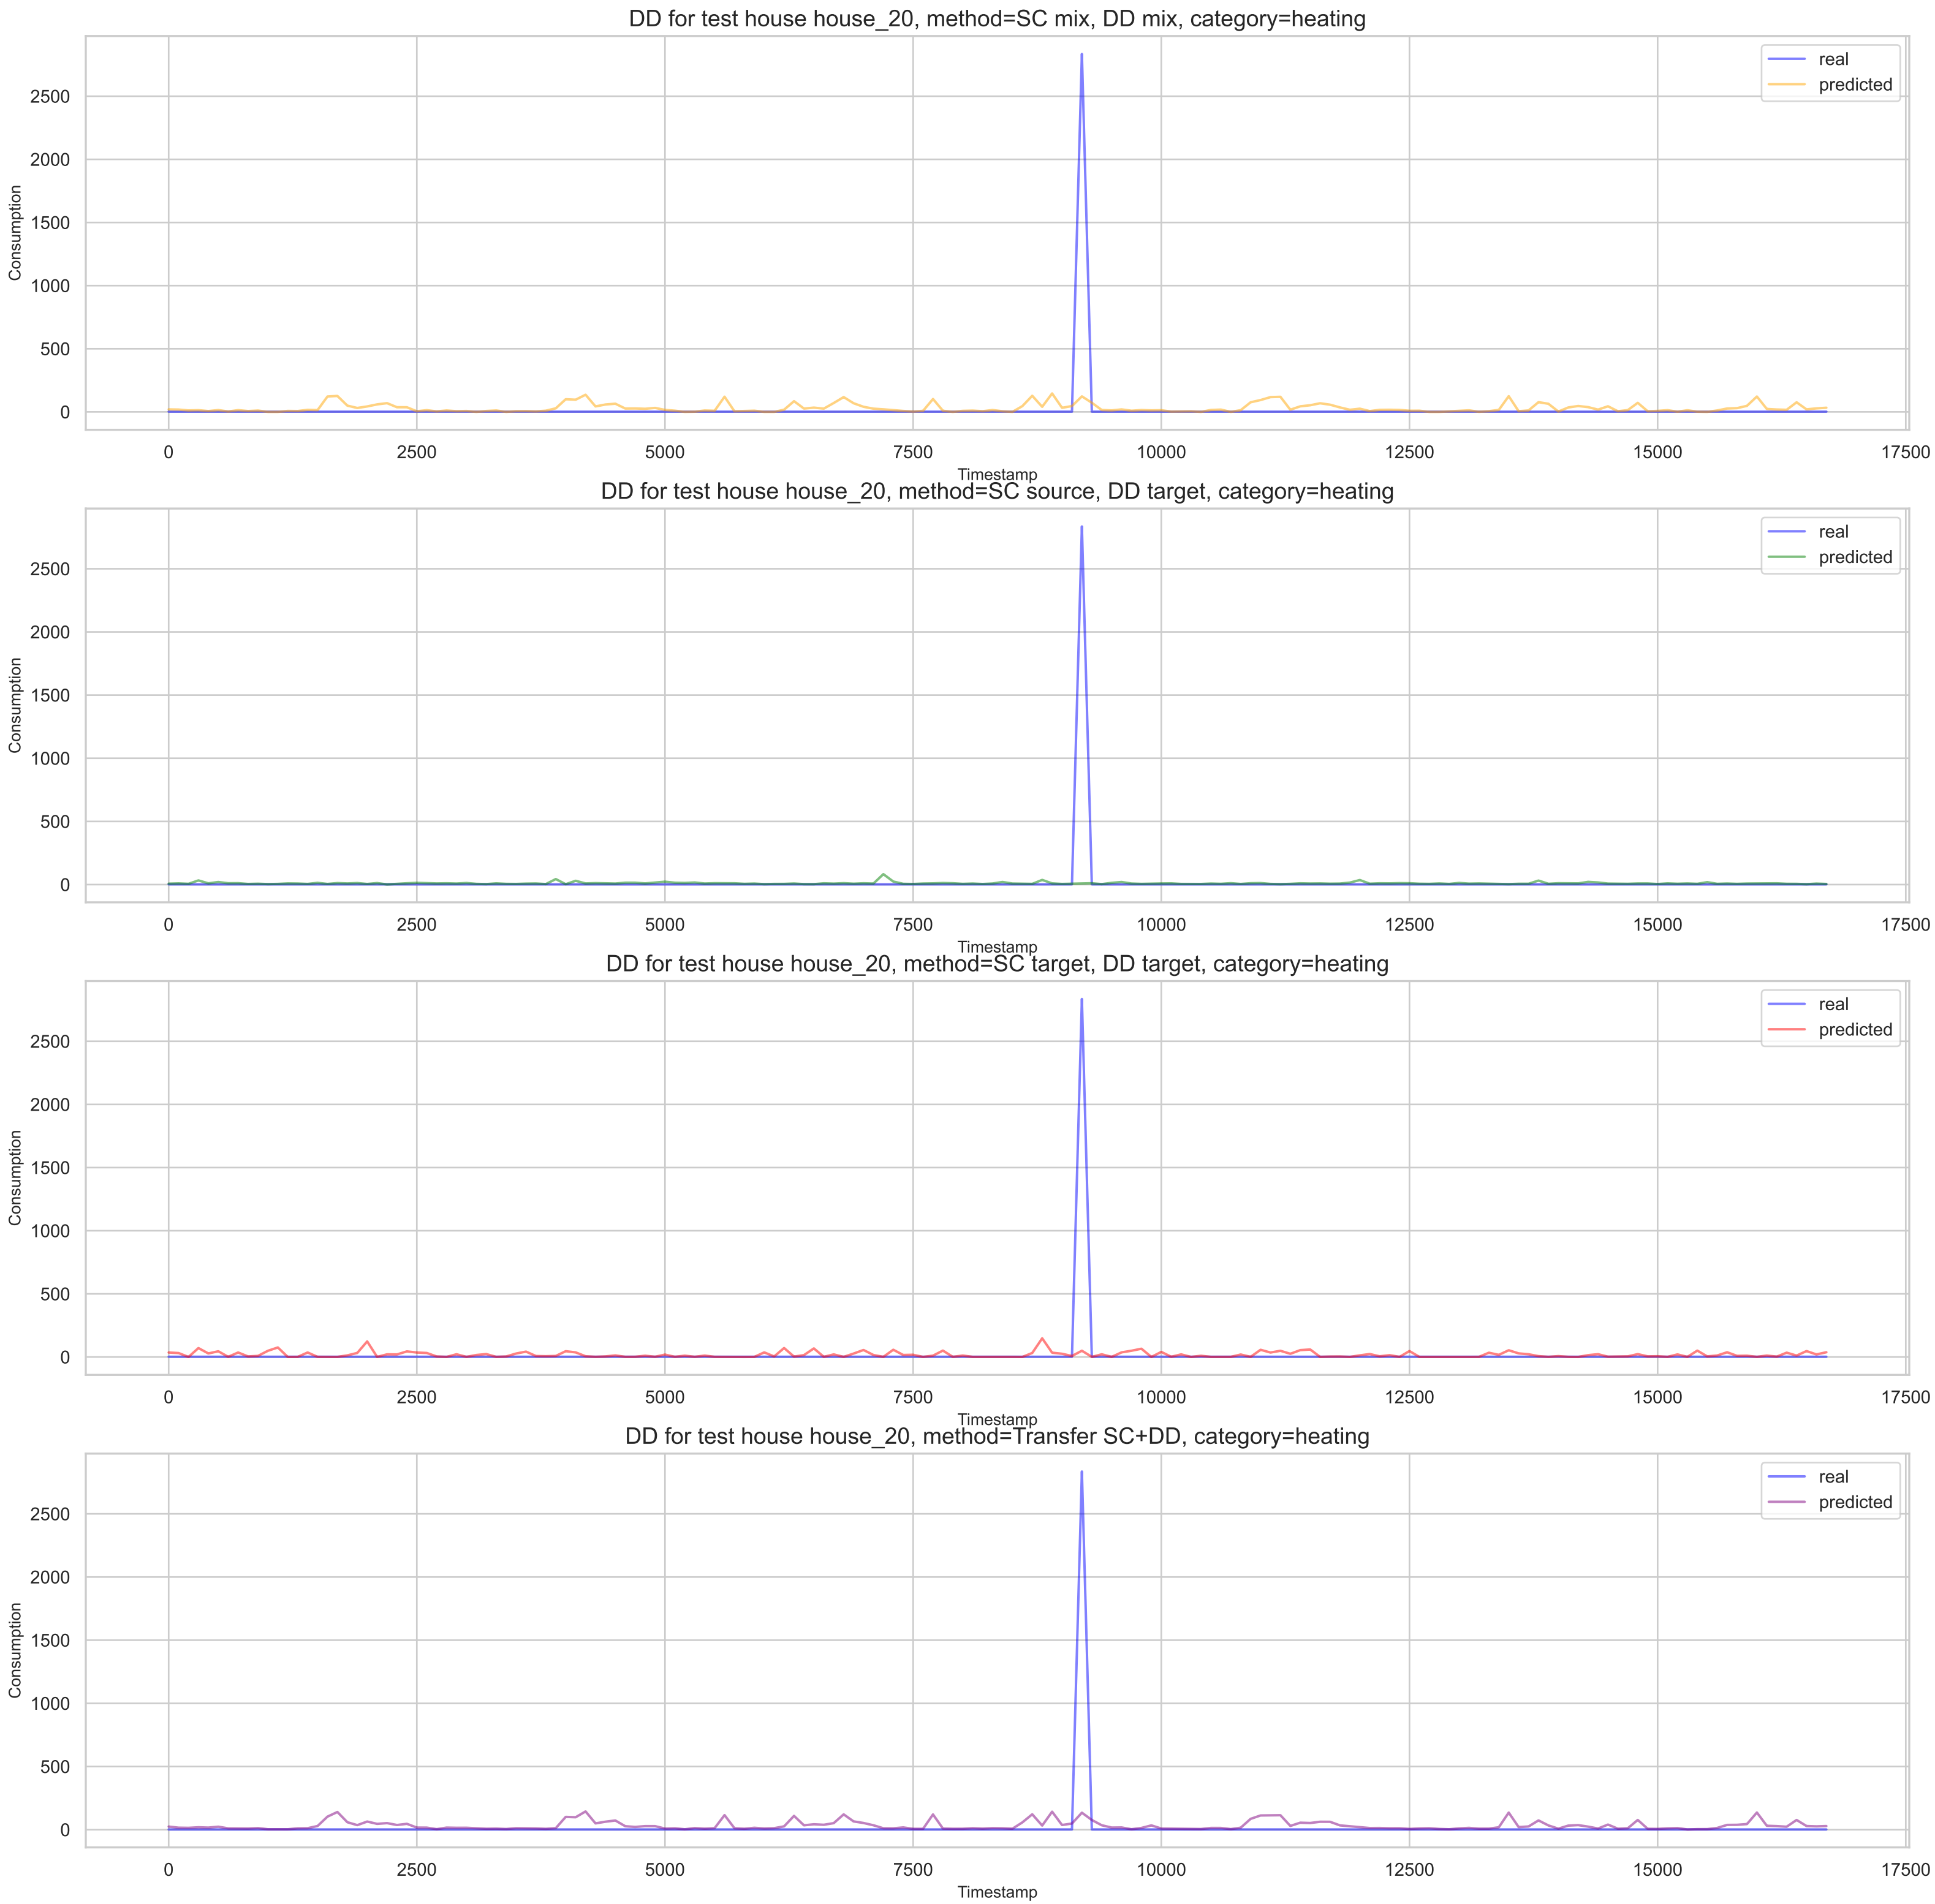 DD for test house house_20, method=SC mix, DD mix, category=heating
real
predicted
2500
2000
1500
1000
500
0
Consumption
0 2500 5000 7500 10000 12500 15000 17500
Timestamp
DD for test house house_20, method=SC source, DD target, category=heating
real
predicted
2500
2000
1500
1000
500
0
Consumption
0 2500 5000 7500 10000 12500 15000 17500
Timestamp
DD for test house house_20, method=SC target, DD target, category=heating
real
predicted
2500
2000
1500
1000
500
0
Consumption
0 2500 5000 7500 10000 12500 15000 17500
Timestamp
DD for test house house_20, method=Transfer SC+DD, category=heating
real
predicted
2500
2000
1500
1000
500
0
Consumption
0 2500 5000 7500 10000 12500 15000 17500
Timestamp